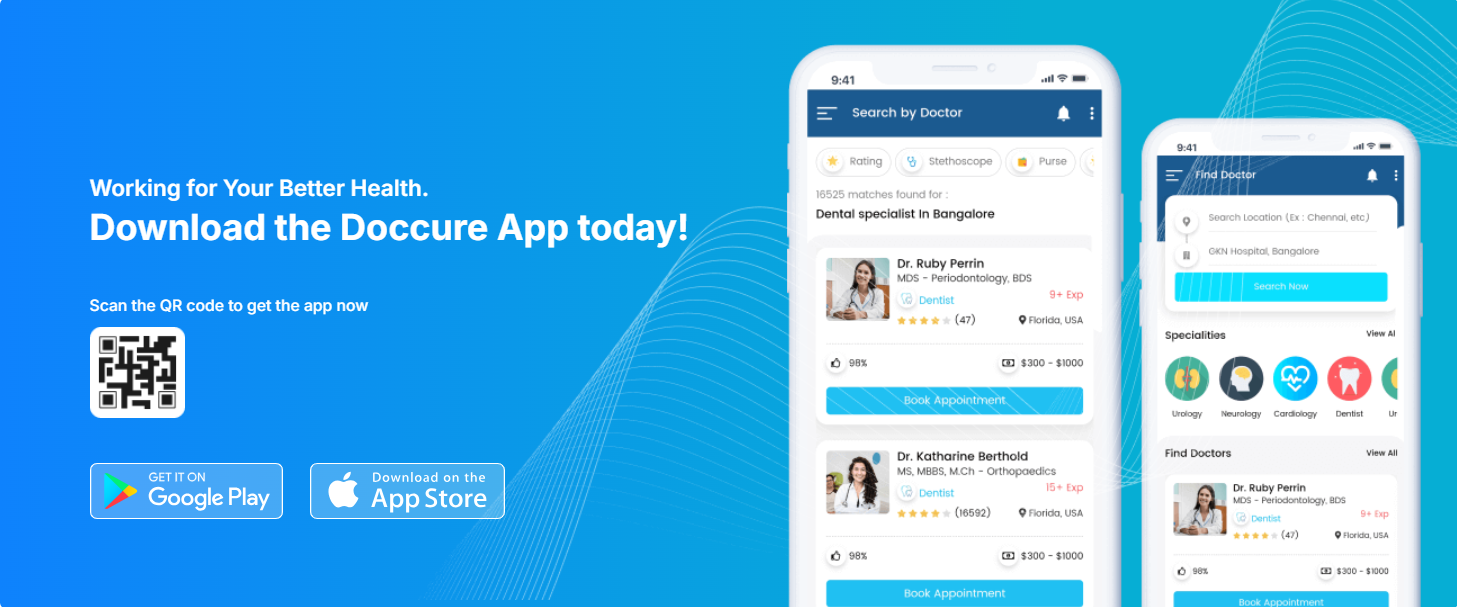 Working for Your Better Health.
Download the Doccure App today!
Scan the QR code to get the app now
GET IT ON
Google Play
Download on the
App Store
9:41
Search by Doctor
Rating
Stethoscope
Purse
16525 matches found for :
Dental specialist In Bangalore
Dr. Ruby Perrin
MDS - Periodontology, BDS
Dentist
9+ Exp
(47)
Florida, USA
98%
$300 - $1000
Book Appointment
Dr. Katharine Berthold
MS, MBBS, M.Ch - Orthopaedics
Dentist
15+ Exp
(16592)
Florida, USA
98%
$300 - $1000
Book Appointment
9:41
Find Doctor
Search Location (Ex : Chennai, etc)
GKN Hospital, Bangalore
Search Now
Specialities
View Al
Urology
Neurology
Cardiology
Dentist
Ur
Find Doctors
View All
Dr. Ruby Perrin
MDS - Periodontology, BDS
Dentist
9+ Exp
(47)
Florida, USA
98%
$300 - $1000
Book Appointment